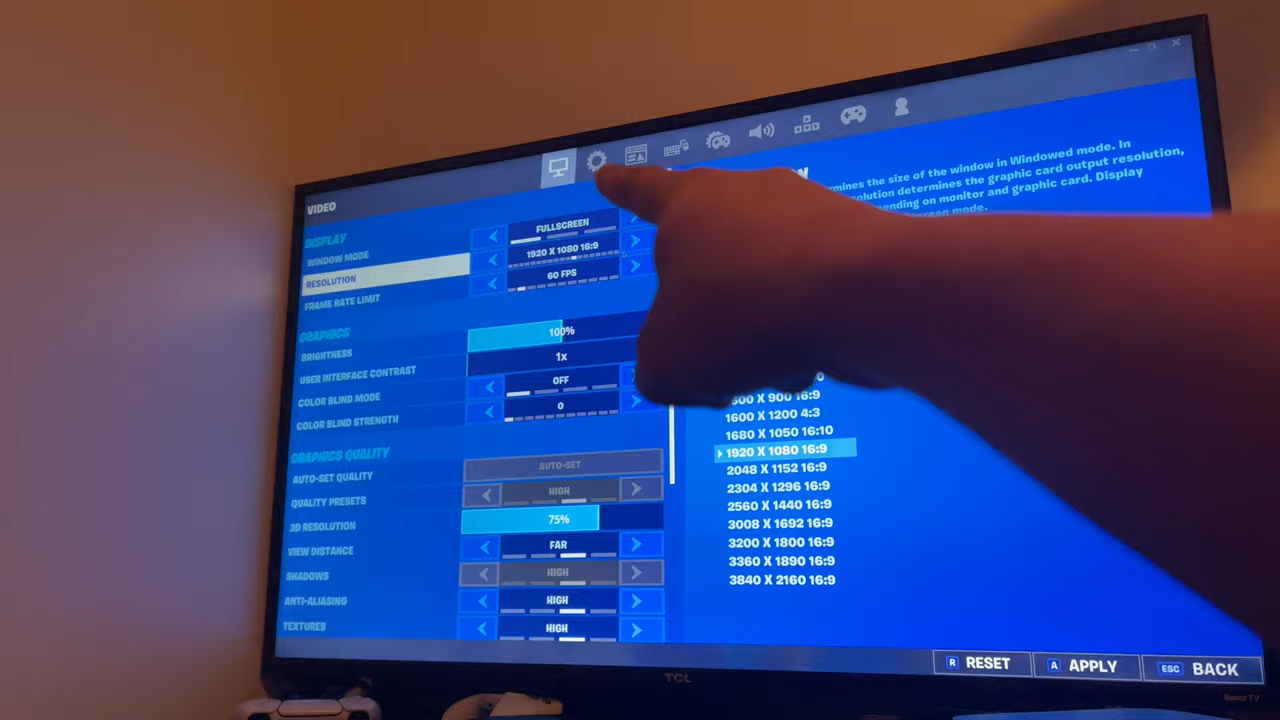 VIDEO
DISPLAY
WINDOW MODE
FULLSCREEN
RESOLUTION
1920 X 1080 16:9
FRAME RATE LIMIT
60 FPS
GRAPHICS
BRIGHTNESS
100%
USER INTERFACE CONTRAST
1x
COLOR BLIND MODE
OFF
COLOR BLIND STRENGTH
0
GRAPHICS QUALITY
AUTO-SET QUALITY
AUTO-SET
QUALITY PRESETS
HIGH
3D RESOLUTION
75%
VIEW DISTANCE
FAR
SHADOWS
HIGH
ANTI-ALIASING
HIGH
TEXTURES
HIGH
the size of the window in Windowed mode. In
determines the graphic card output resolution,
on monitor and graphic card. Display
mode.
900 16:9
1600 X 1200 4:3
1680 X 1050 16:10
1920 X 1080 16:9
2048 X 1152 16:9
2304 X 1296 16:9
2560 X 1440 16:9
3008 X 1692 16:9
3200 X 1800 16:9
3360 X 1890 16:9
3840 X 2160 16:9
R RESET
A APPLY
ESC BACK
TCL
Roku TV